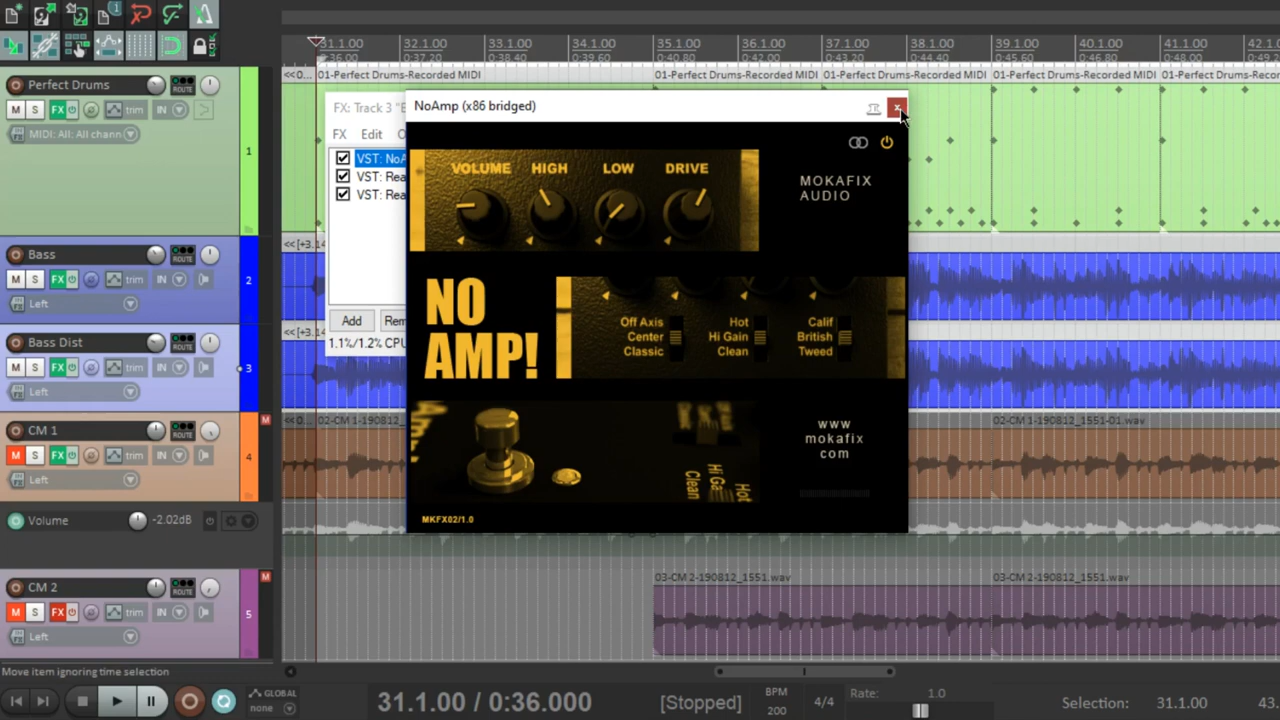 31.1.00 32.1.00 33.1.00 34.1.00 35.1.00 36.1.00 37.1.00 38.1.00 39.1.00 40.1.00 41.1.00 42.1
0:36.00 0:37.20 0:38.40 0:39.60 0:40.80 0:42.00 0:43.20 0:44.40 0:45.60 0:46.80 0:48.00 0:49.2
<<0... 01-Perfect Drums-Recorded MIDI 01-Perfect Drums-Recorded MIDI 01-Perfect Drums-Recorded MIDI 01-Perfect Drums-Recorded MIDI 01-Perfect Drums-Rec
Perfect Drums ROUTE
M S FX trim IN
MIDI: All: All chann
1
FX: Track 3 "B
FX Edit O
VST: NoA
VST: Rea
VST: Rea
Add Rem
1.1%/1.2% CPU
NoAmp (x86 bridged)
x
VOLUME HIGH LOW DRIVE
MOKAFIX
AUDIO
NO
AMP!
Off Axis
Center
Classic
Hot
Hi Gain
Clean
Calif
British
Tweed
Hot
Hi Ga
Clean
www
mokafix
com
MKFX02/1.0
<<[+3.14
Bass ROUTE
M S FX trim IN
Left
2
<<[+3.14
Bass Dist ROUTE
M S FX trim IN
Left
3
M
<<0... 02-CM 1-190812_ 02-CM 1-190812_1551-01.wav
CM 1 ROUTE
M S FX trim IN
Left
4
Volume -2.02dB
M
03-CM 2-190812_1551.wav 03-CM 2-190812_1551.wav
CM 2 ROUTE
M S FX trim IN
Left
5
Move item ignoring time selection
GLOBAL
none
31.1.00 / 0:36.000 [Stopped]
BPM
200
4/4
Rate: 1.0
Selection: 31.1.00 43.